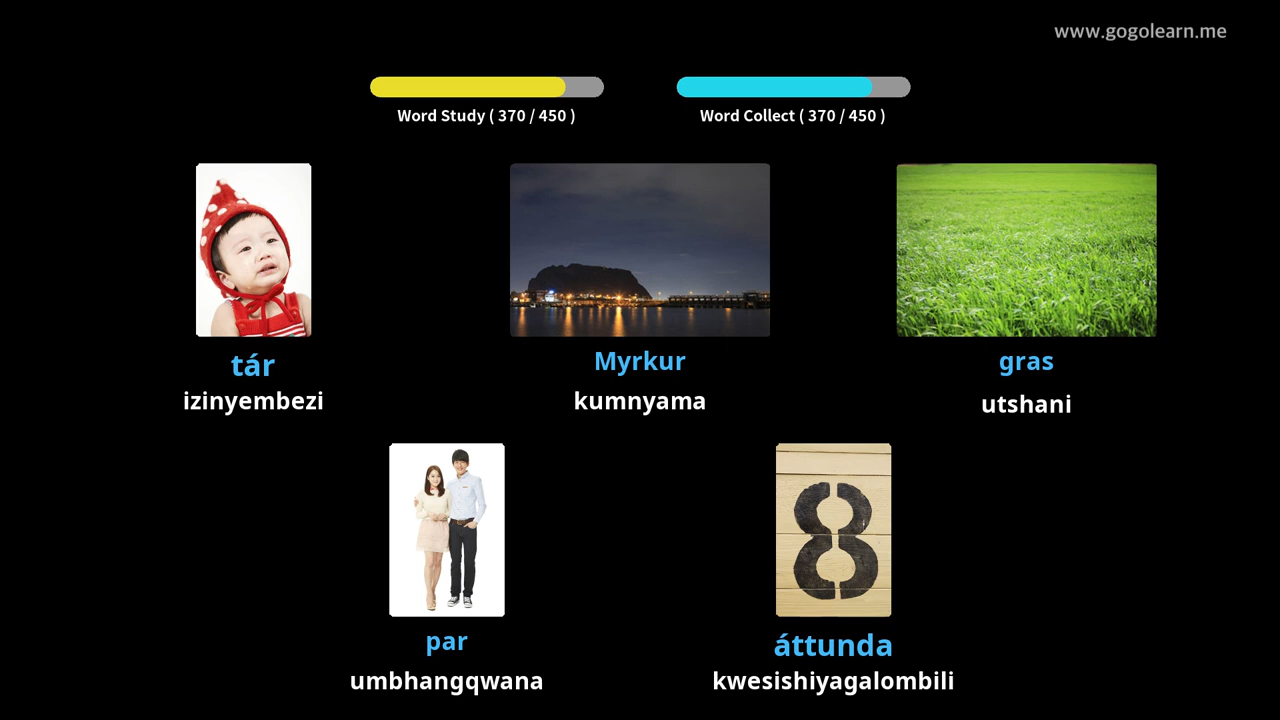 www.gogolearn.me
Word Study ( 370 / 450 )
Word Collect ( 370 / 450 )
tár
Myrkur
gras
izinyembezi
kumnyama
utshani
8
par
áttunda
umbhangqwana
kwesishiyagalombili